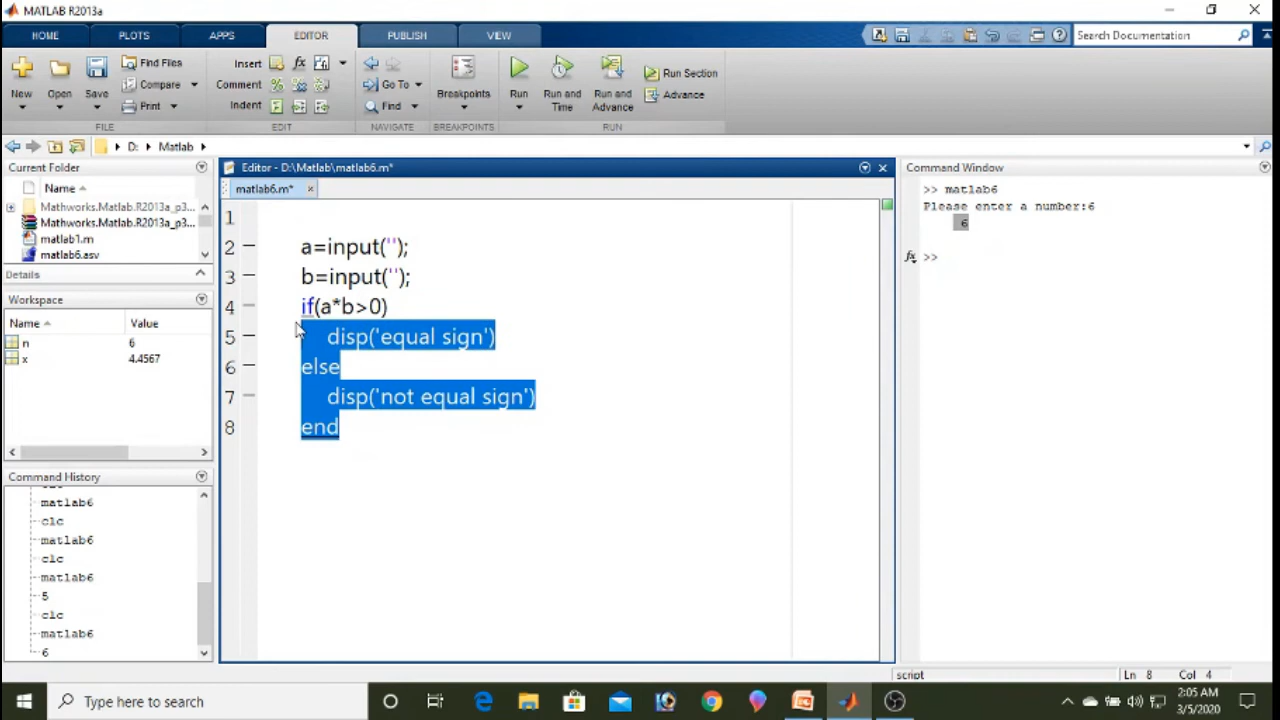 MATLAB R2013a
HOME PLOTS APPS EDITOR PUBLISH VIEW Search Documentation
New Open Save Find Files Compare Print Insert Comment Indent Go To Find Breakpoints Run Run and Time Run and Advance Run Section Advance
FILE EDIT NAVIGATE BREAKPOINTS RUN
D: Matlab
Current Folder
Name
Mathworks.Matlab.R2013a_p3...
Mathworks.Matlab.R2013a_p3...
matlab1.m
matlab6.asv
Details
Workspace
Name Value
n 6
x 4.4567
Command History
clc
matlab6
clc
matlab6
clc
matlab6
5
clc
matlab6
6
Editor - D:\Matlab\matlab6.m*
matlab6.m*
1
2 a=input('');
3 b=input('');
4 if(a*b>0)
5 disp('equal sign')
6 else
7 disp('not equal sign')
8 end
Command Window
>> matlab6
Please enter a number:6
6
fx >>
script Ln 8 Col 4
Type here to search
2:05 AM
3/5/2020